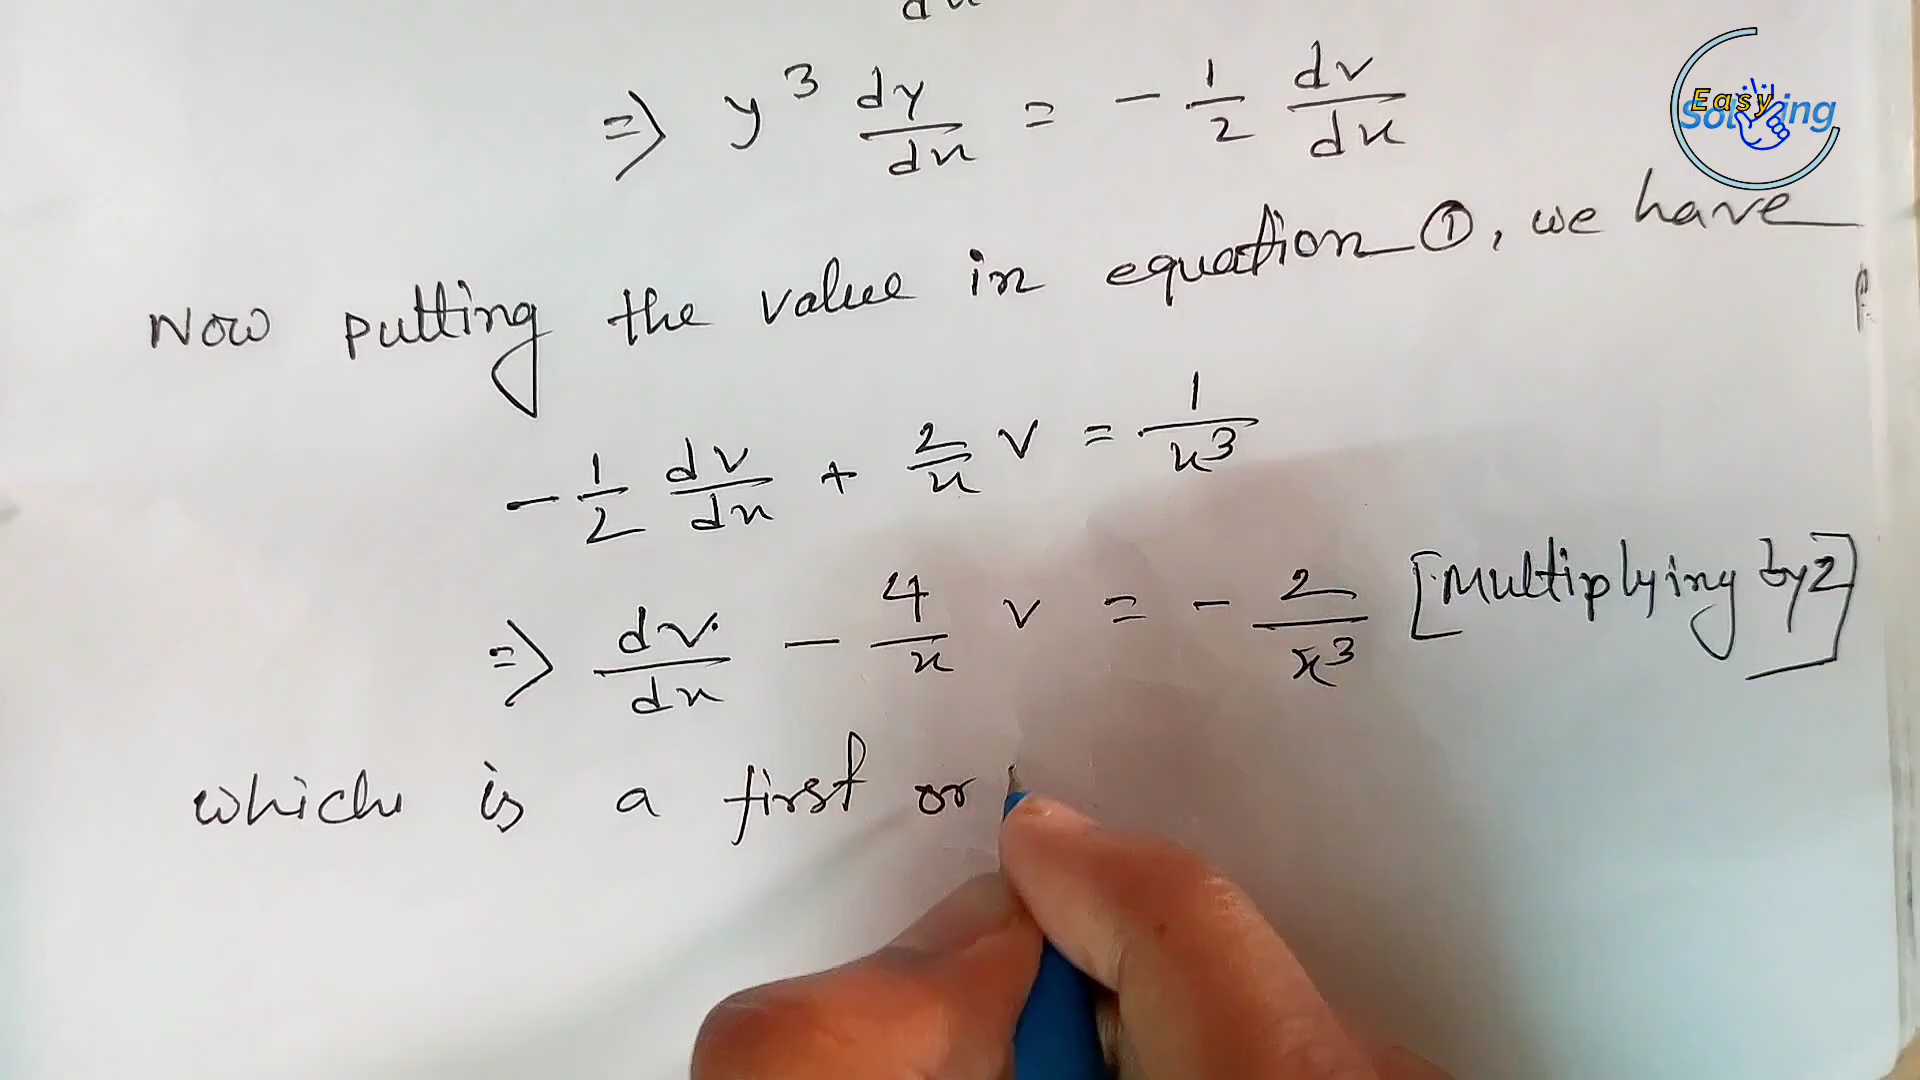 dx
⇒ y³ dy/dx = - 1/2 dv/dx
Easy
Solving
Now putting the value in equation ①, we have
- 1/2 dv/dx + 2/x v = 1/x³
⇒ dv/dx - 4/x v = - 2/x³ [Multiplying by 2]
which is a first or